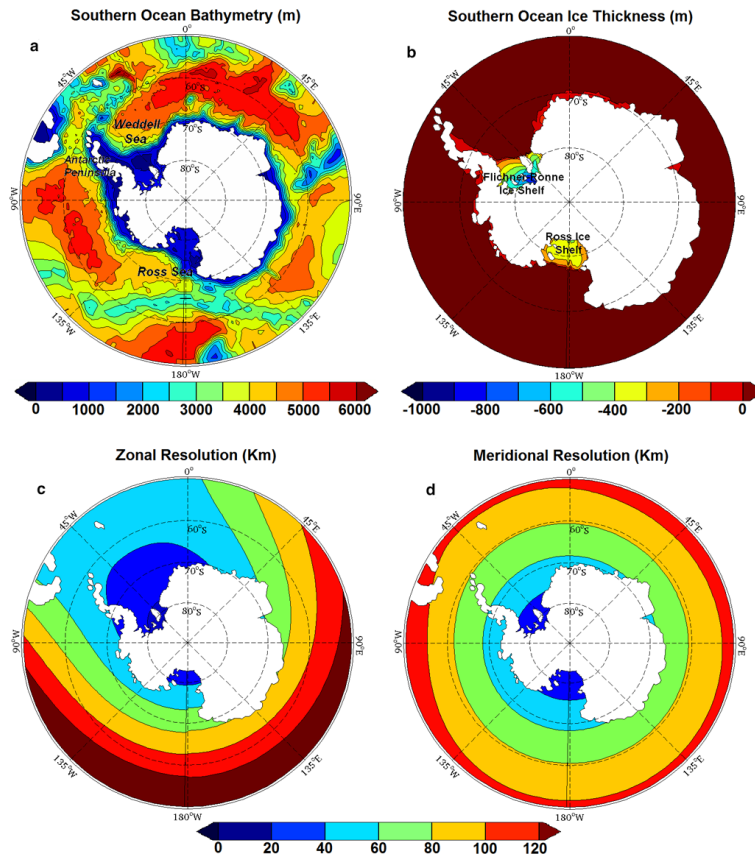 Southern Ocean Bathymetry (m)
a
0°
45°E
90°E
135°E
180°W
135°W
90°W
60°S
70°S
80°S
Weddell
Sea
Antarctic
Peninsula
Ross Sea
0 1000 2000 3000 4000 5000 6000
Southern Ocean Ice Thickness (m)
b
0°
45°W
45°E
90°E
135°E
180°W
135°W
90°W
70°S
80°S
Flichner Ronne
Ice Shelf
Ross Ice
Shelf
-1000 -800 -600 -400 -200 0
Zonal Resolution (Km)
c
0°
45°W
45°E
90°E
135°E
180°W
135°W
90°W
60°S
70°S
80°S
Meridional Resolution (Km)
d
0°
45°W
45°E
90°E
135°E
180°W
135°W
90°W
60°S
70°S
80°S
0 20 40 60 80 100 120